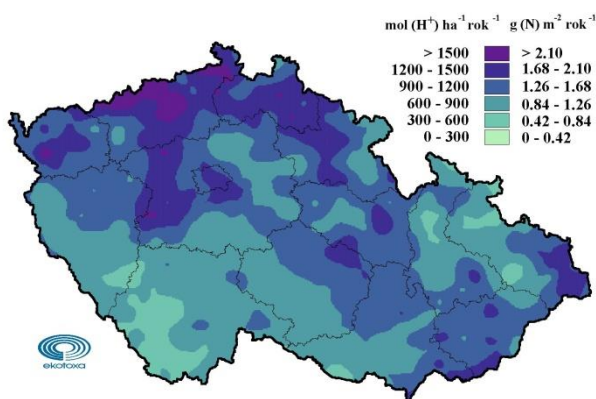 mol (H⁺) ha⁻¹ rok⁻¹ g (N) m⁻² rok⁻¹
> 1500 > 2.10
1200 - 1500 1.68 - 2.10
900 - 1200 1.26 - 1.68
600 - 900 0.84 - 1.26
300 - 600 0.42 - 0.84
0 - 300 0 - 0.42
ekotoxa